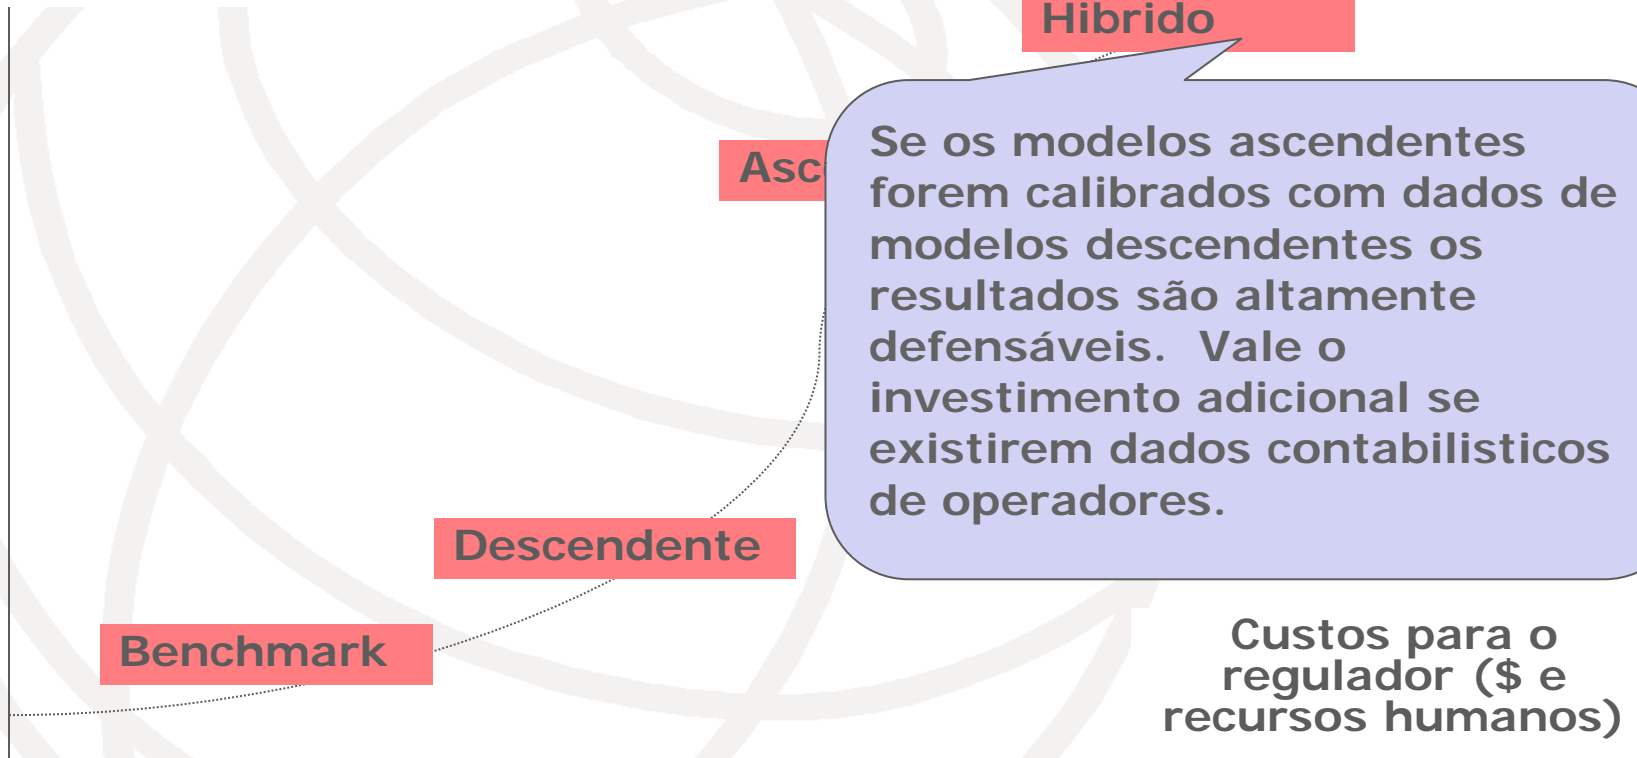 Hibrido
Asc
Se os modelos ascendentes
forem calibrados com dados de
modelos descendentes os
resultados são altamente
defensáveis.  Vale o
investimento adicional se
existirem dados contabilisticos
de operadores.
Descendente
Benchmark
Custos para o
regulador ($ e
recursos humanos)